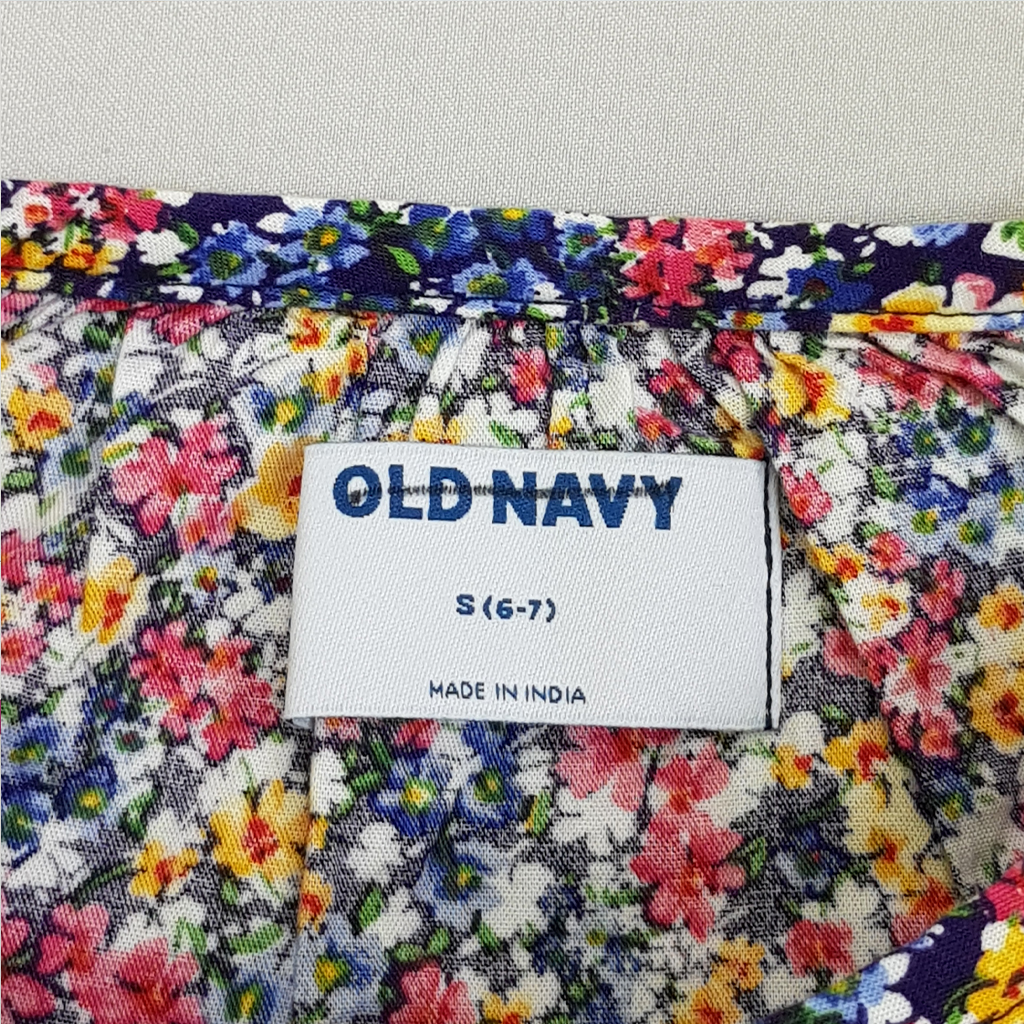 OLD NAVY
S (6-7)
MADE IN INDIA